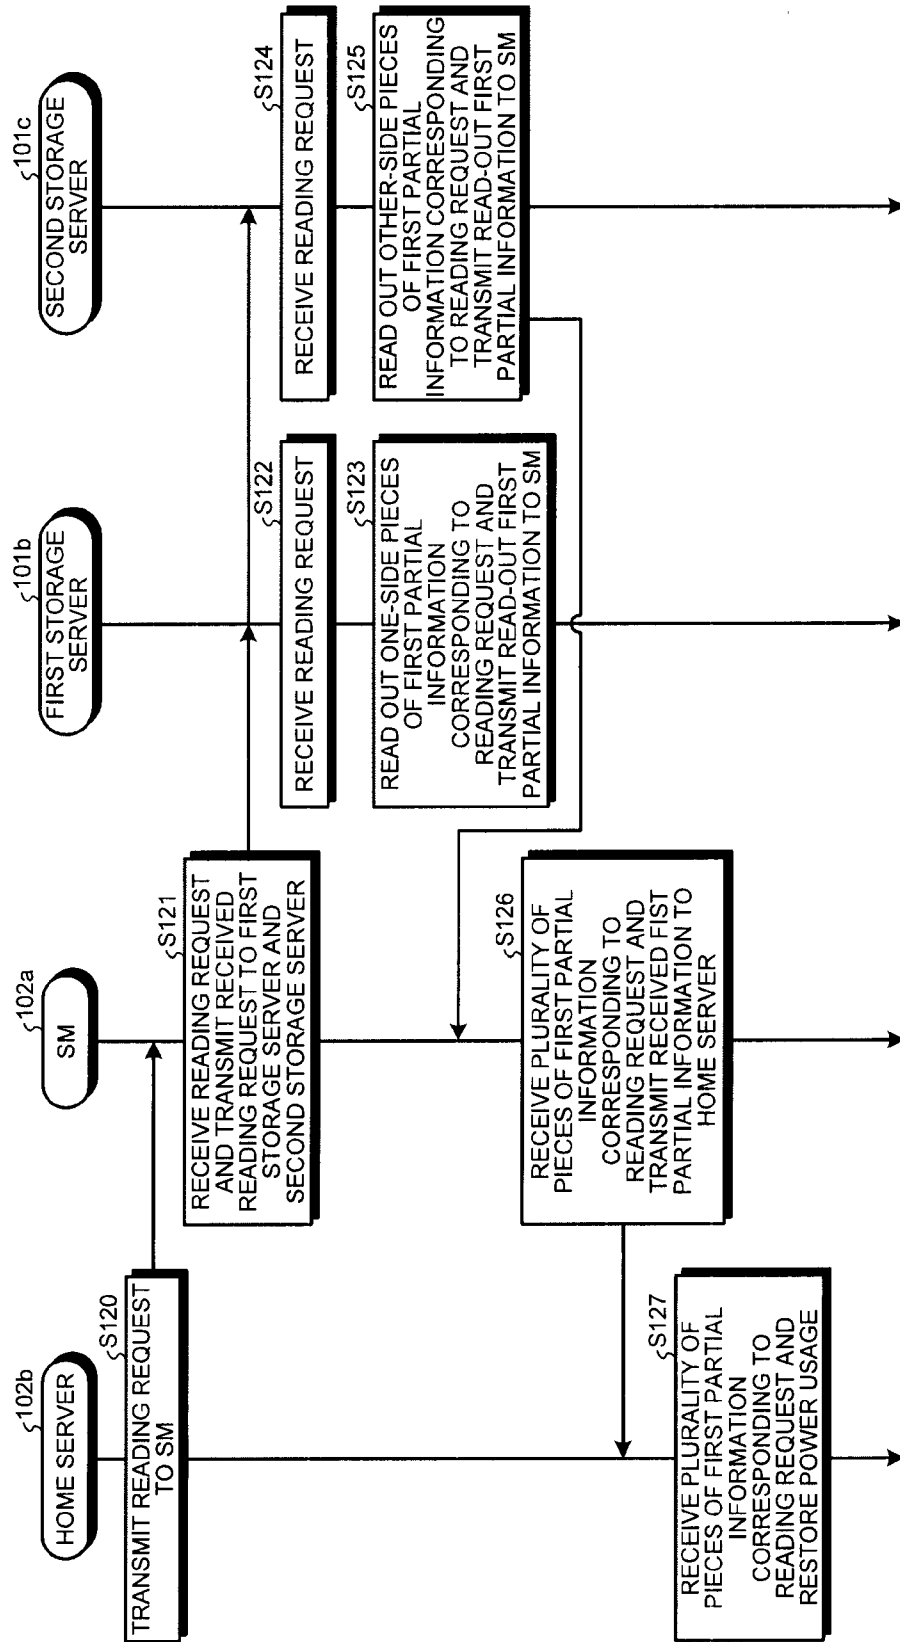 102b
HOME SERVER
102a
SM
101b
FIRST STORAGE
SERVER
101c
SECOND STORAGE
SERVER
S120
TRANSMIT READING REQUEST
TO SM
S121
RECEIVE READING REQUEST
AND TRANSMIT RECEIVED
READING REQUEST TO FIRST
STORAGE SERVER AND
SECOND STORAGE SERVER
S122
RECEIVE READING REQUEST
S124
RECEIVE READING REQUEST
S123
READ OUT ONE-SIDE PIECES
OF FIRST PARTIAL
INFORMATION
CORRESPONDING TO
READING REQUEST AND
TRANSMIT READ-OUT FIRST
PARTIAL INFORMATION TO SM
S125
READ OUT OTHER-SIDE PIECES
OF FIRST PARTIAL
INFORMATION CORRESPONDING
TO READING REQUEST AND
TRANSMIT READ-OUT FIRST
PARTIAL INFORMATION TO SM
S126
RECEIVE PLURALITY OF
PIECES OF FIRST PARTIAL
INFORMATION
CORRESPONDING TO
READING REQUEST AND
TRANSMIT RECEIVED FIST
PARTIAL INFORMATION TO
HOME SERVER
S127
RECEIVE PLURALITY OF
PIECES OF FIRST PARTIAL
INFORMATION
CORRESPONDING TO
READING REQUEST AND
RESTORE POWER USAGE